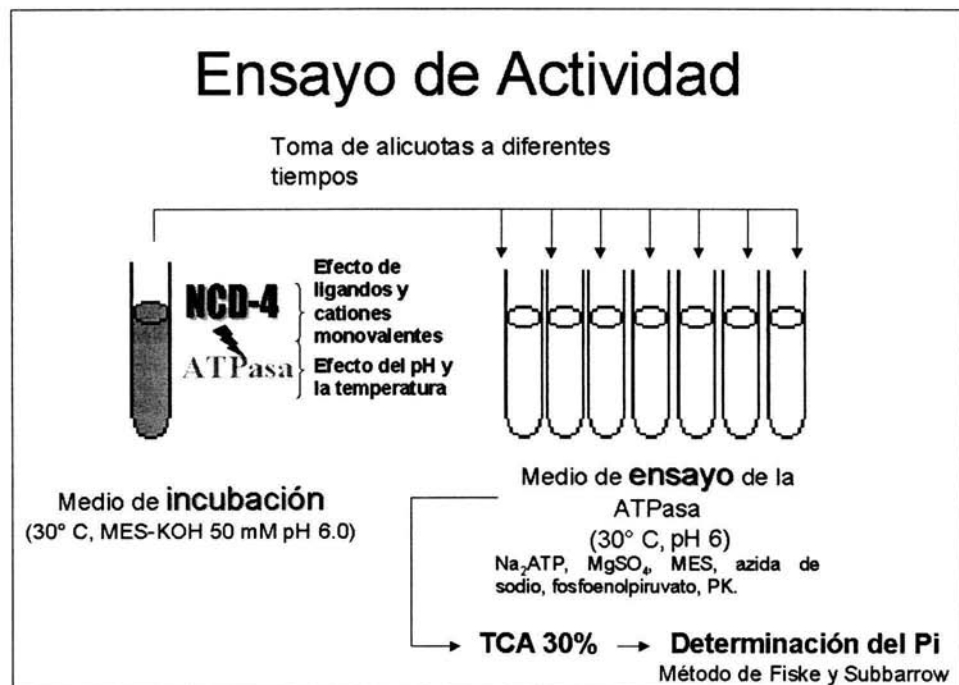 Ensayo de Actividad
Toma de alicuotas a diferentes
tiempos
NCD-4
ATPasa
Efecto de
ligandos y
cationes
monovalentes
Efecto del pH y
la temperatura
Medio de incubación
(30° C, MES-KOH 50 mM pH 6.0)
Medio de ensayo de la
ATPasa
(30° C, pH 6)
Na₂ATP, MgSO₄, MES, azida de
sodio, fosfoenolpiruvato, PK.
TCA 30%
Determinación del Pi
Método de Fiske y Subbarrow